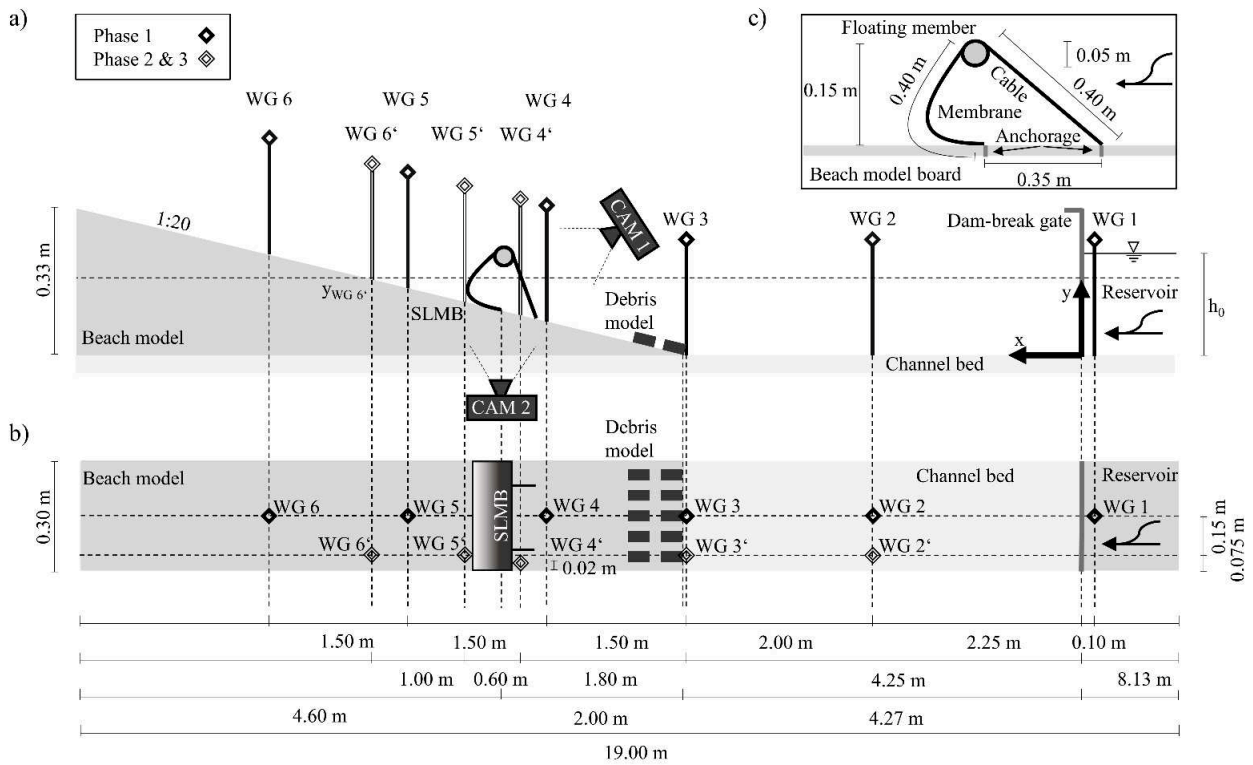 a)
Phase 1
Phase 2 & 3
WG 6
WG 5
WG 4
WG 6‘
WG 5‘
WG 4‘
1:20
CAM 1
WG 3
WG 2
Dam-break gate
WG 1
0.33 m
yWG 6‘
SLMB
Debris
model
y
Reservoir
h0
Beach model
x
Channel bed
CAM 2
c)
Floating member
0.05 m
0.15 m
0.40 m
Cable
0.40 m
Membrane
Anchorage
Beach model board
0.35 m
b)
Debris
model
Beach model
Channel bed
Reservoir
0.30 m
WG 6
WG 5
SLMB
WG 4
WG 3
WG 2
WG 1
WG 6‘
WG 5‘
WG 4‘
WG 3‘
WG 2‘
0.02 m
0.15 m
0.075 m
1.50 m
1.50 m
1.50 m
2.00 m
2.25 m
0.10 m
1.00 m
0.60 m
1.80 m
4.25 m
8.13 m
4.60 m
2.00 m
4.27 m
19.00 m